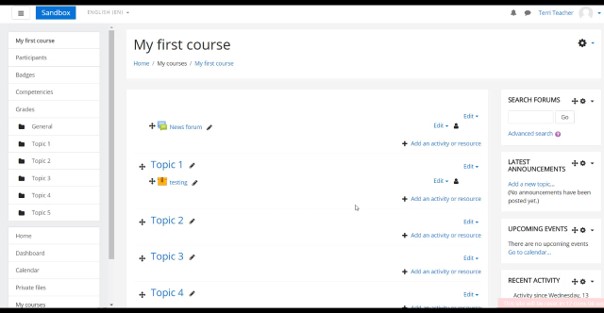 Sandbox ENGLISH (EN) Terri Teacher
My first course
Participants
Badges
Competencies
Grades
General
Topic 1
Topic 2
Topic 3
Topic 4
Topic 5
Home
Dashboard
Calendar
Private files
My courses
My first course
Home / My courses / My first course
Edit
News forum Edit
Add an activity or resource
Topic 1 Edit
testing Edit
Add an activity or resource
Topic 2 Edit
Add an activity or resource
Topic 3 Edit
Add an activity or resource
Topic 4 Edit
Add an activity or resource
SEARCH FORUMS
Go
Advanced search
LATEST
ANNOUNCEMENTS
Add a new topic...
(No announcements have
been posted yet.)
UPCOMING EVENTS
There are no upcoming events
Go to calendar...
RECENT ACTIVITY
Activity since Wednesday, 13